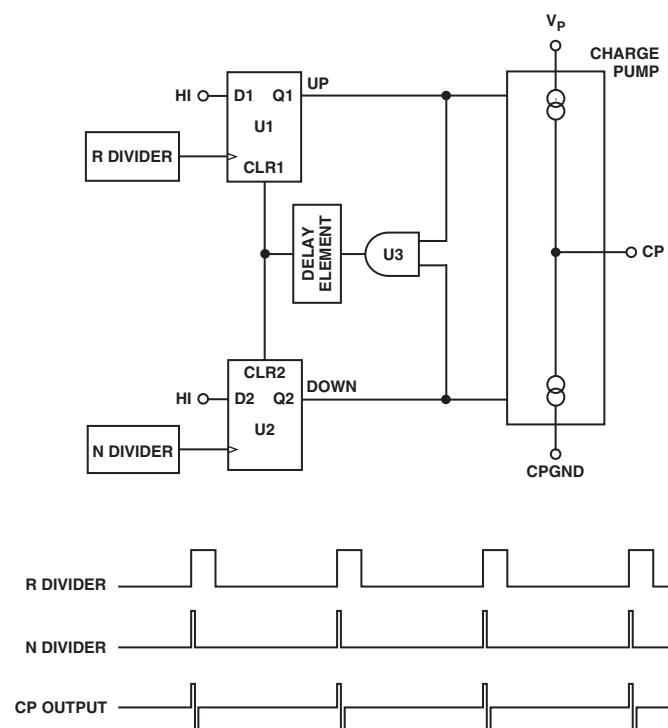 V_P
CHARGE
PUMP
UP
HI
D1
Q1
U1
R DIVIDER
CLR1
DELAY
ELEMENT
U3
CP
CLR2
DOWN
HI
D2
Q2
U2
N DIVIDER
CPGND
R DIVIDER
N DIVIDER
CP OUTPUT